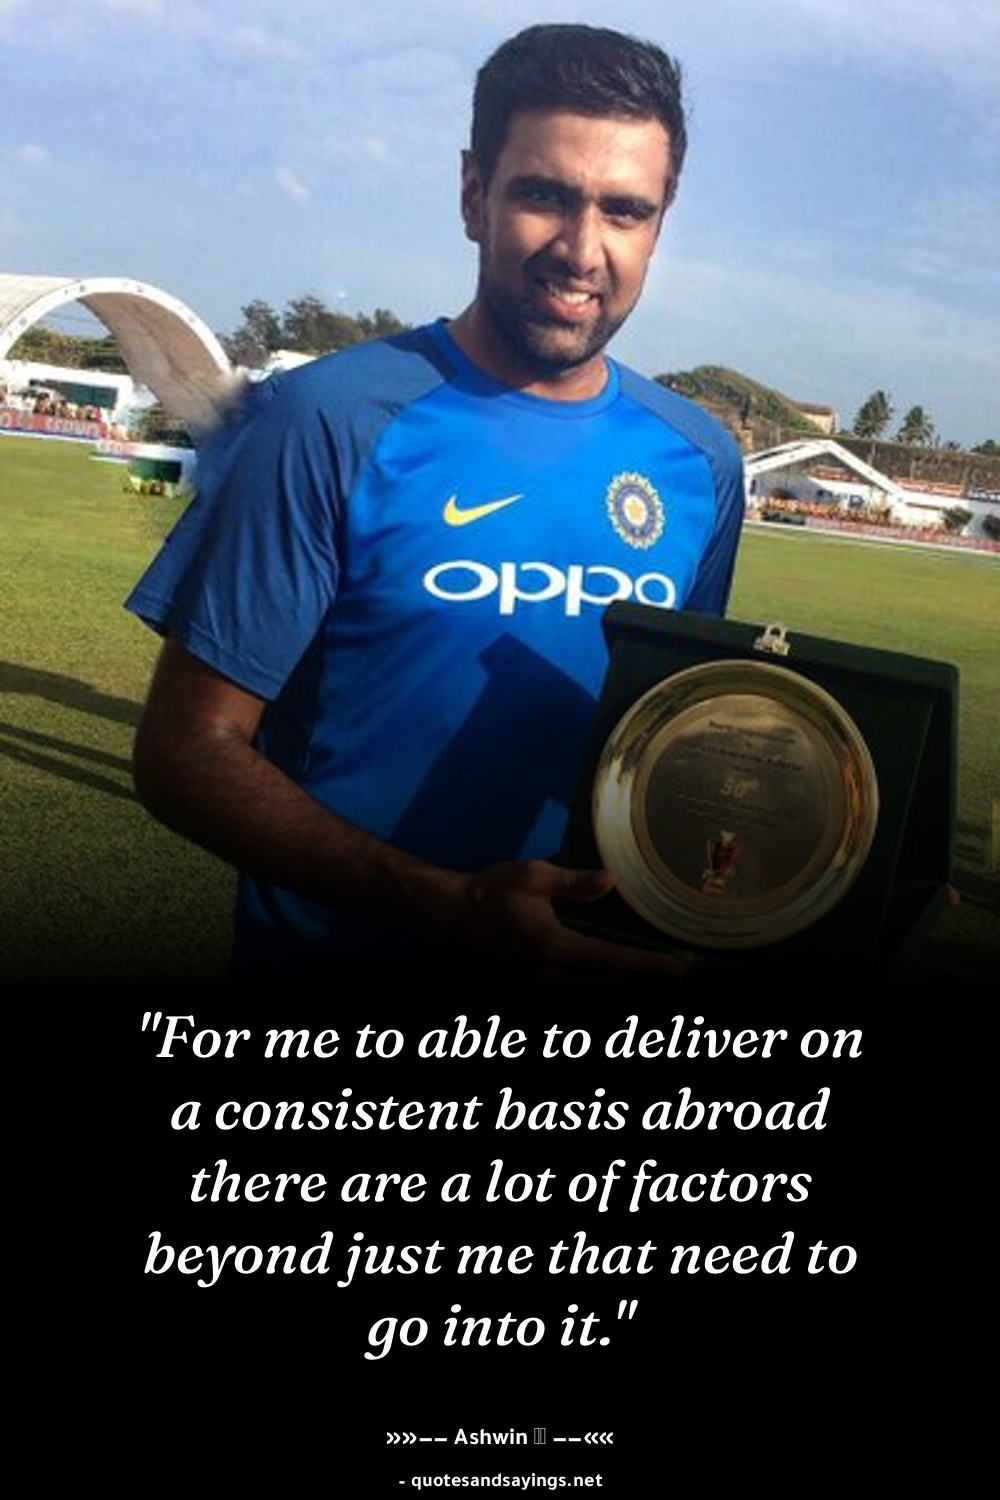 oppo
50th
"For me to able to deliver on
a consistent basis abroad
there are a lot of factors
beyond just me that need to
go into it."
»»−− Ashwin −−««
- quotesandsayings.net